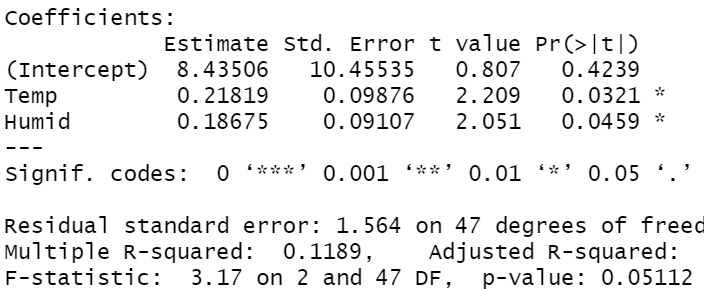 Coefficients:
            Estimate Std. Error t value Pr(>|t|)
(Intercept)  8.43506   10.45535   0.807   0.4239
Temp         0.21819    0.09876   2.209   0.0321 *
Humid        0.18675    0.09107   2.051   0.0459 *
---
Signif. codes:  0 ‘***’ 0.001 ‘**’ 0.01 ‘*’ 0.05 ‘.’

Residual standard error: 1.564 on 47 degrees of freed
Multiple R-squared:  0.1189,    Adjusted R-squared:
F-statistic:  3.17 on 2 and 47 DF,  p-value: 0.05112